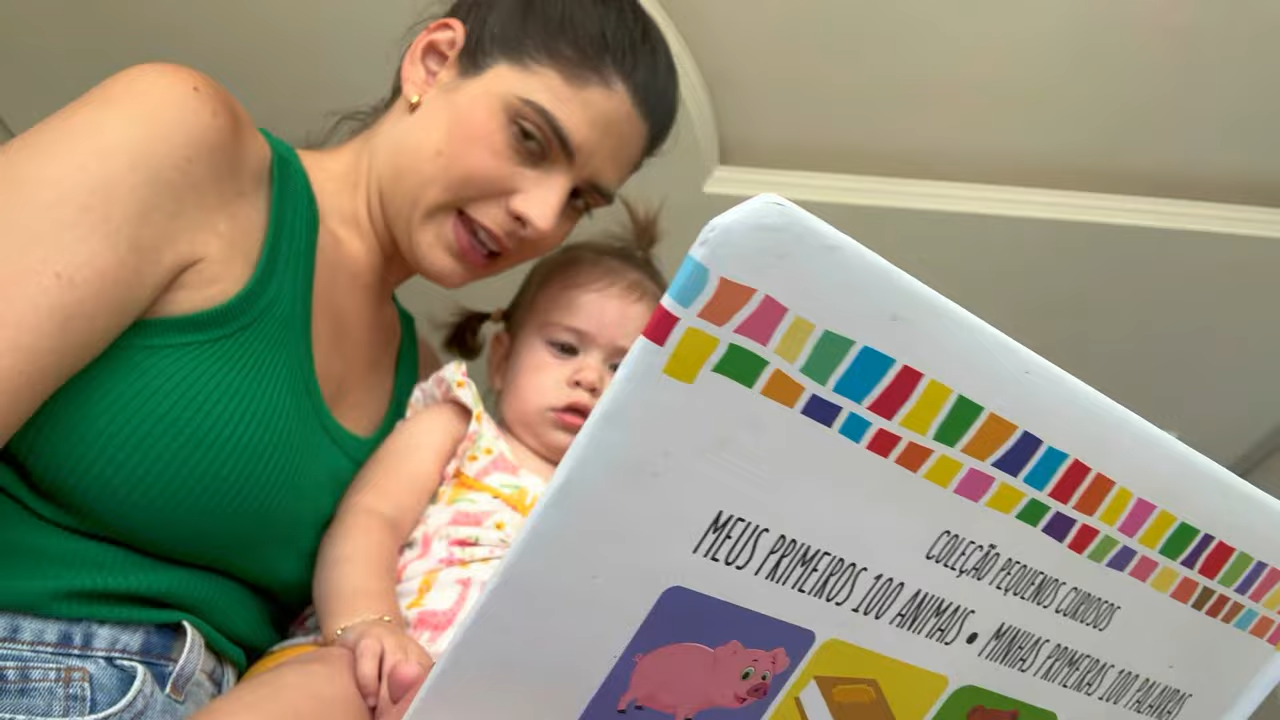 COLEÇÃO PEQUENOS CURIOSOS
MEUS PRIMEIROS 100 ANIMAIS • MINHAS PRIMEIRAS 100 PALAVRAS